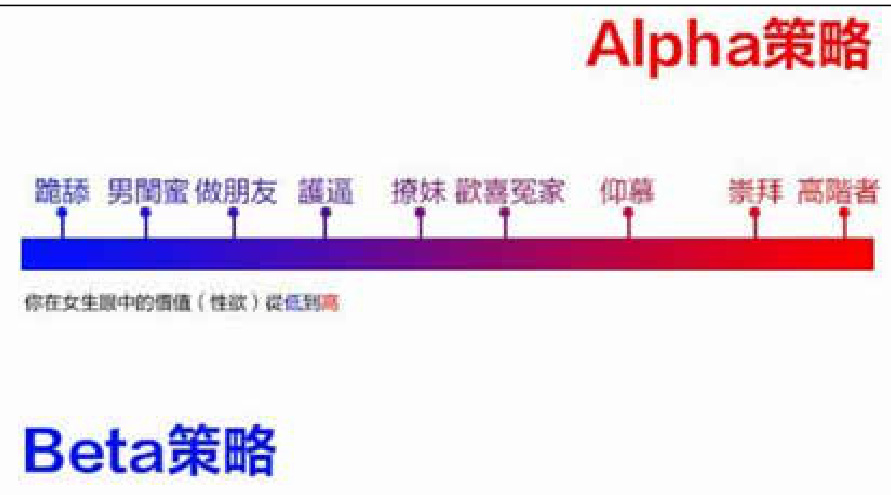 Alpha策略
跪舔 男閨蜜 做朋友 護逼 撩妹 歡喜冤家 仰慕 崇拜 高階者
你在女生眼中的價值（性欲）從低到高
Beta策略